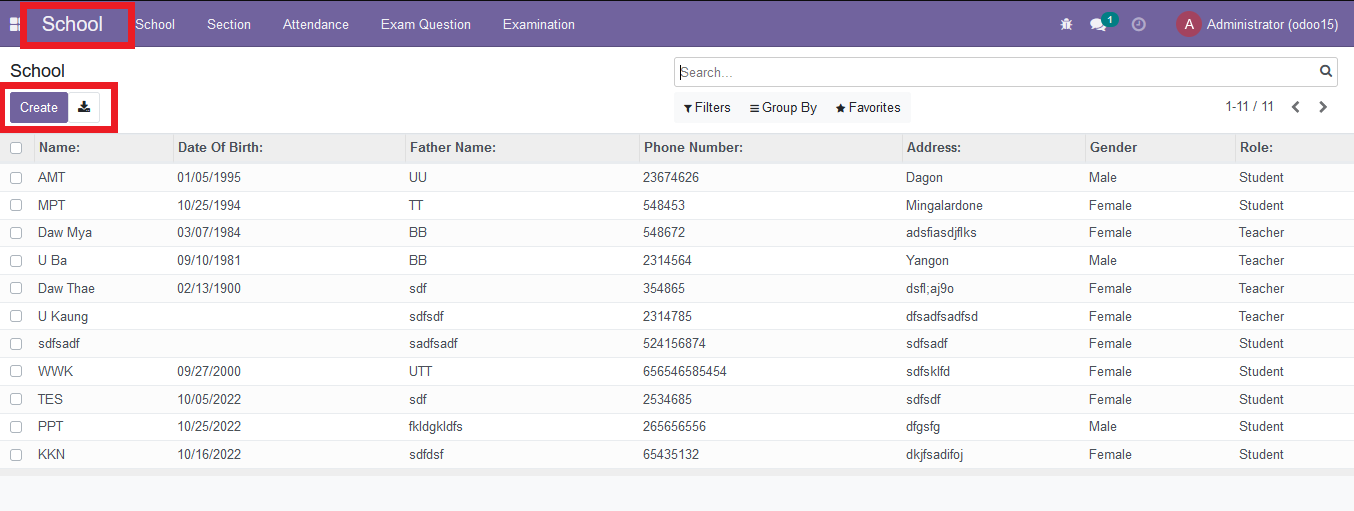 School School Section Attendance Exam Question Examination 1 A Administrator (odoo15)
School
Search...
Create Filters Group By Favorites 1-11 / 11
Name: Date Of Birth: Father Name: Phone Number: Address: Gender Role:
AMT 01/05/1995 UU 23674626 Dagon Male Student
MPT 10/25/1994 TT 548453 Mingalardone Female Student
Daw Mya 03/07/1984 BB 548672 adsfiasdjflks Female Teacher
U Ba 09/10/1981 BB 2314564 Yangon Male Teacher
Daw Thae 02/13/1900 sdf 354865 dsfl;aj9o Female Teacher
U Kaung sdfsdf 2314785 dfsadfsadfsd Female Teacher
sdfsadf sadfsadf 524156874 sdfsadf Female Student
WWK 09/27/2000 UTT 656546585454 sdfsklfd Female Student
TES 10/05/2022 sdf 2534685 sdfsdf Female Student
PPT 10/25/2022 fkldgkldfs 265656556 dfgsfg Male Student
KKN 10/16/2022 sdfdsf 65435132 dkjfsadifoj Female Student